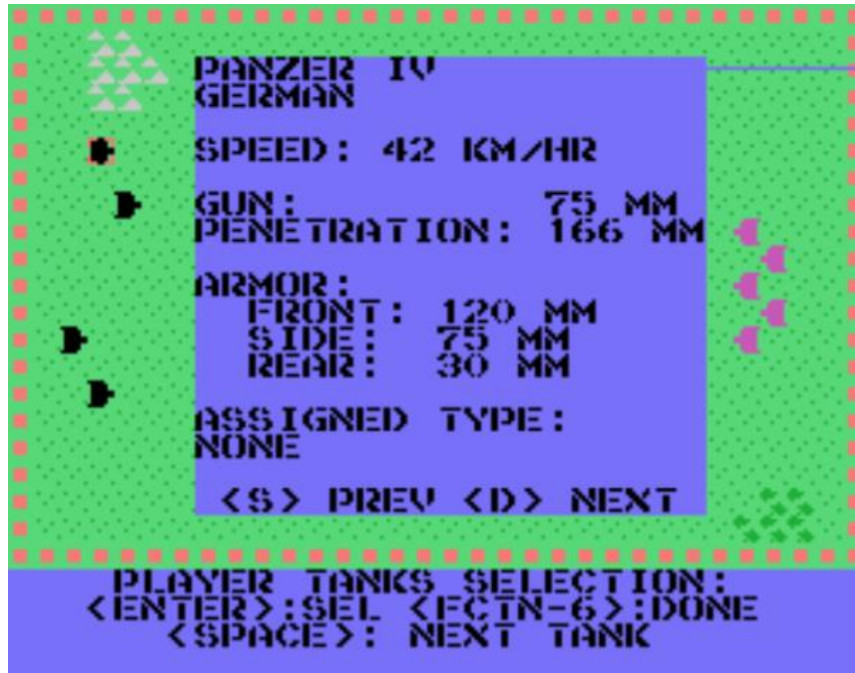 PANZER IV
GERMAN
SPEED: 42 KM/HR
GUN: 75 MM
PENETRATION: 166 MM
ARMOR:
FRONT: 120 MM
SIDE: 75 MM
REAR: 30 MM
ASSIGNED TYPE:
NONE
<S> PREV <D> NEXT
PLAYER TANKS SELECTION:
<ENTER>:SEL <FCTN-6>:DONE
<SPACE>: NEXT TANK